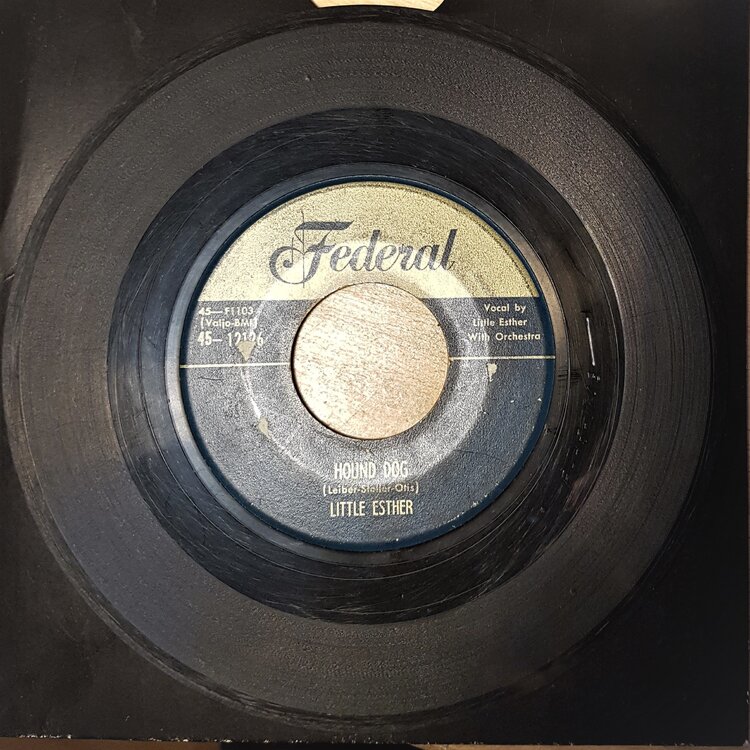 Federal
45—F1103
(Valjo-BMI)
45—12126
Vocal by
Little Esther
With Orchestra
HOUND DOG
(Leiber-Stoller-Otis)
LITTLE ESTHER